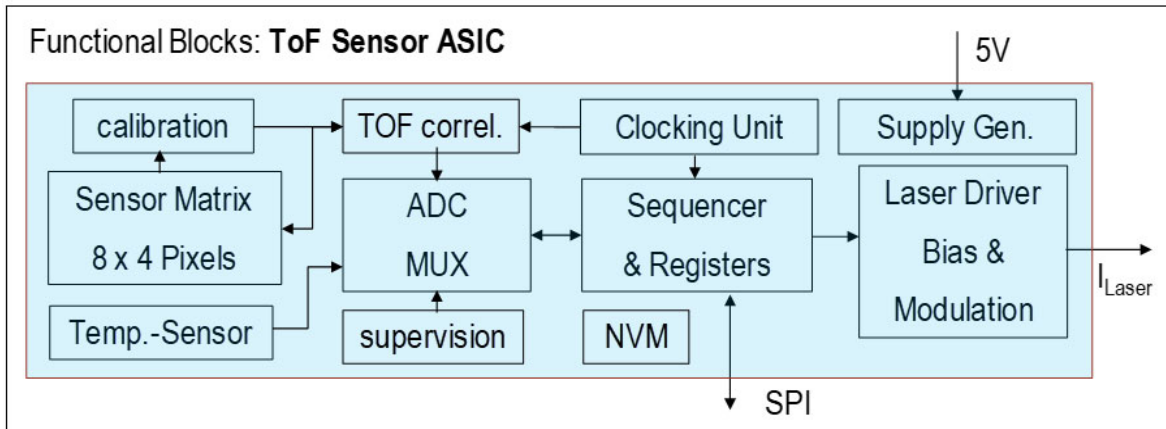 Functional Blocks: ToF Sensor ASIC
5V
calibration
TOF correl.
Clocking Unit
Supply Gen.
Sensor Matrix
8 x 4 Pixels
ADC
MUX
Sequencer
& Registers
Laser Driver
Bias &
Modulation
I_Laser
Temp.-Sensor
supervision
NVM
SPI